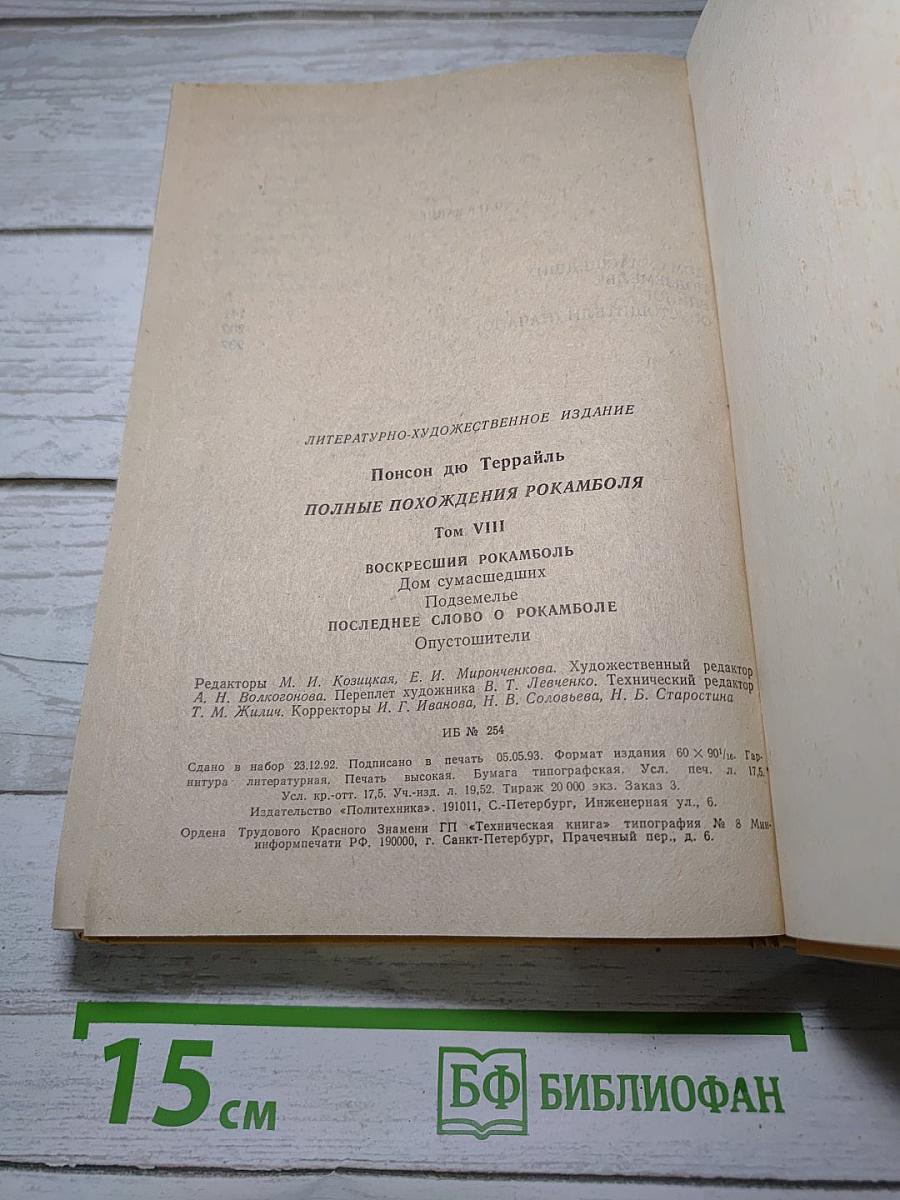 ЛИТЕРАТУРНО-ХУДОЖЕСТВЕННОЕ ИЗДАНИЕ
Понсон дю Террайль
ПОЛНЫЕ ПОХОЖДЕНИЯ РОКАМБОЛЯ
Том VIII
ВОСКРЕСШИЙ РОКАМБОЛЬ
Дом сумасшедших
Подземелье
ПОСЛЕДНЕЕ СЛОВО О РОКАМБОЛЕ
Опустошители
Редакторы М. И. Козицкая, Е. И. Миронченкова. Художественный редактор
А. Н. Волкогонова. Переплет художника В. Т. Левченко. Технический редактор
Т. М. Жилич. Корректоры И. Г. Иванова, Н. В. Соловьева, Н. Б. Старостина
ИБ № 254
Сдано в набор 23.12.92. Подписано в печать 05.05.93. Формат издания 60 × 90¹/₁₆. Гар-
нитура литературная. Печать высокая. Бумага типографская. Усл. печ. л. 17,5.
Усл. кр.-отт. 17,5. Уч.-изд. л. 19,52. Тираж 20 000 экз. Заказ 3.
Издательство «Политехника». 191011, С.-Петербург, Инженерная ул., 6.
Ордена Трудового Красного Знамени ГП «Техническая книга» типография № 8 Мин-
информпечати РФ. 190000, г. Санкт-Петербург, Прачечный пер., д. 6.
15 см
БФ БИБЛИОФАН